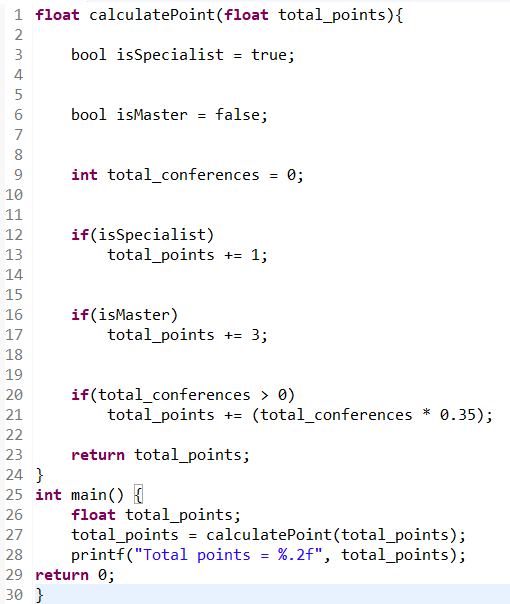 1 float calculatePoint(float total_points){
2
3 bool isSpecialist = true;
4
5
6 bool isMaster = false;
7
8
9 int total_conferences = 0;
10
11
12 if(isSpecialist)
13 total_points += 1;
14
15
16 if(isMaster)
17 total_points += 3;
18
19
20 if(total_conferences > 0)
21 total_points += (total_conferences * 0.35);
22
23 return total_points;
24 }
25 int main() {
26 float total_points;
27 total_points = calculatePoint(total_points);
28 printf("Total points = %.2f", total_points);
29 return 0;
30 }